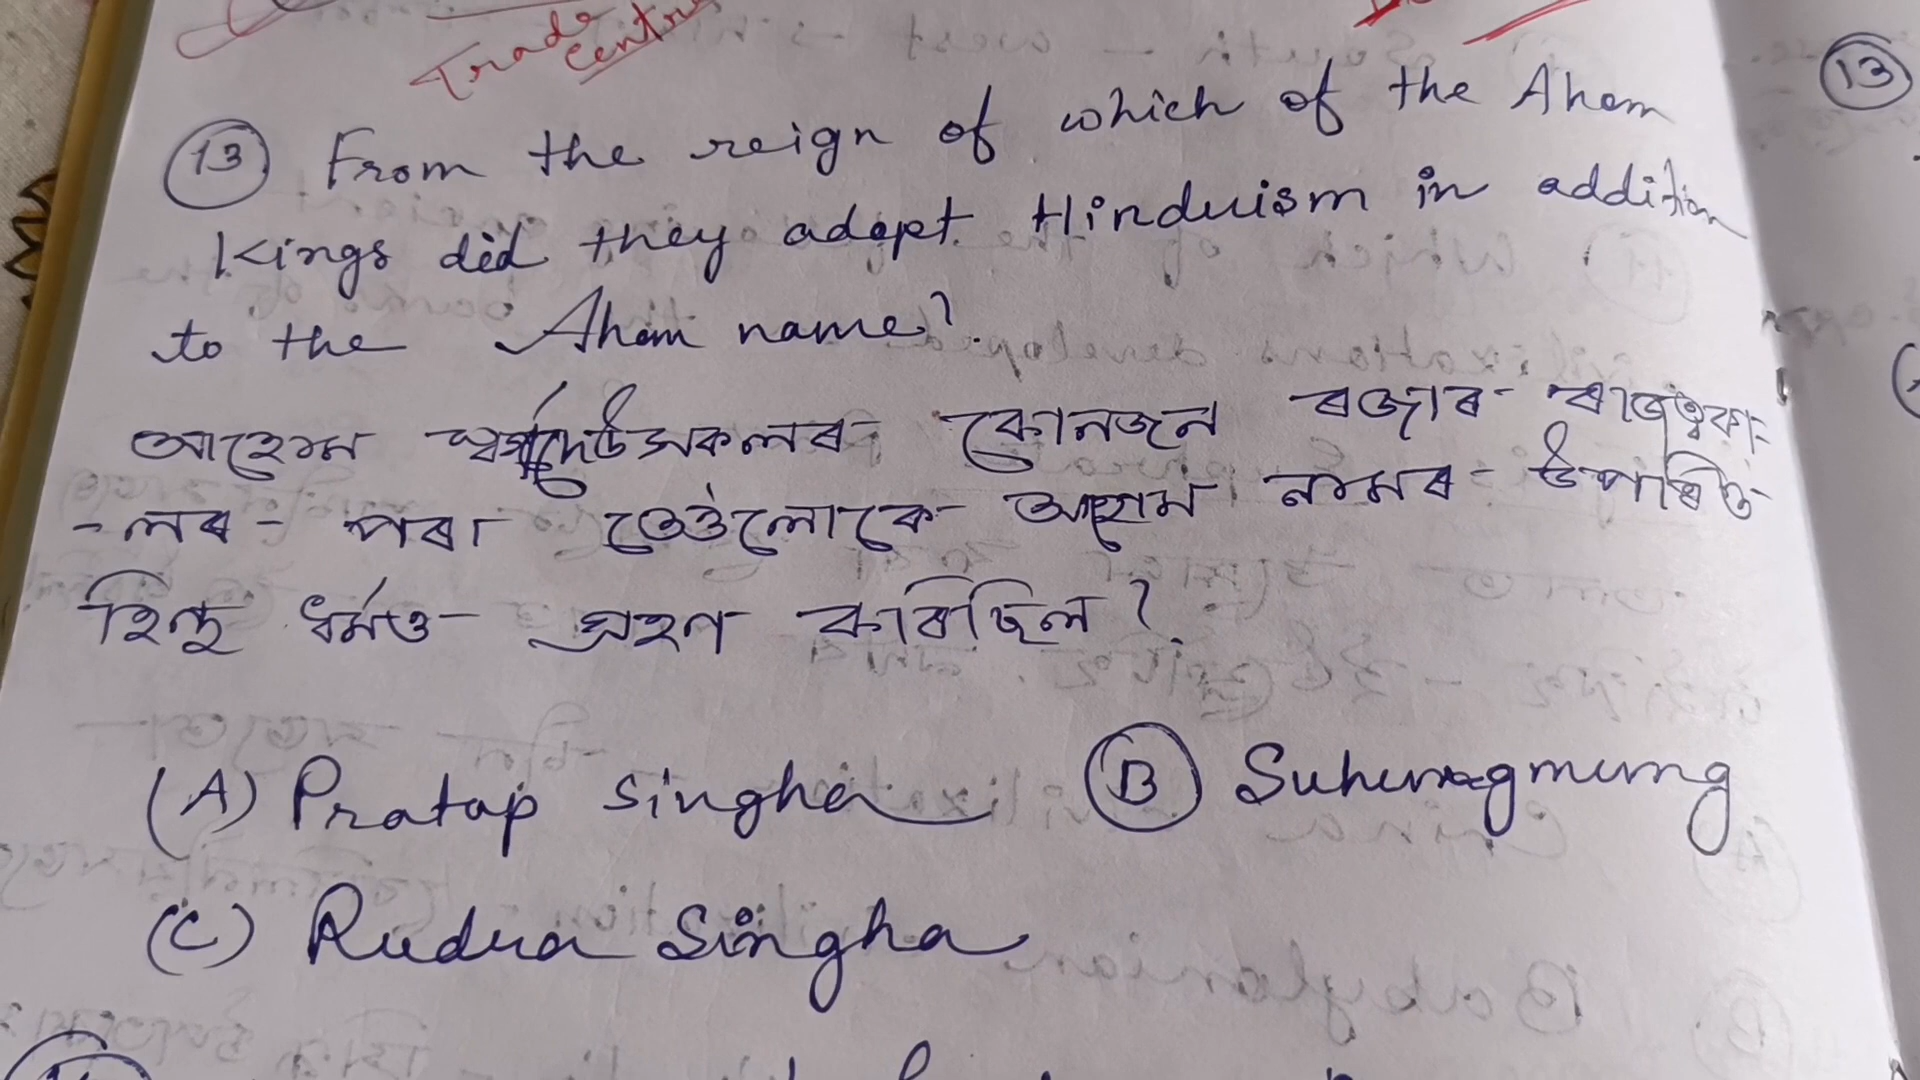 Trade
centre
13 From the reign of which of the Ahom
Kings did they adopt Hinduism in addition
to the Ahom name?
আহোম স্বৰ্গদেউসকলৰ কোনজন ৰজাৰ ৰাজত্বকা-
-লৰ পৰা তেওঁলোকে আহোম নামৰ উপৰিও
হিন্দু ধৰ্মও গ্ৰহণ কৰিছিল?
(A) Pratap Singha (B) Suhungmung
(C) Rudra Singha
13